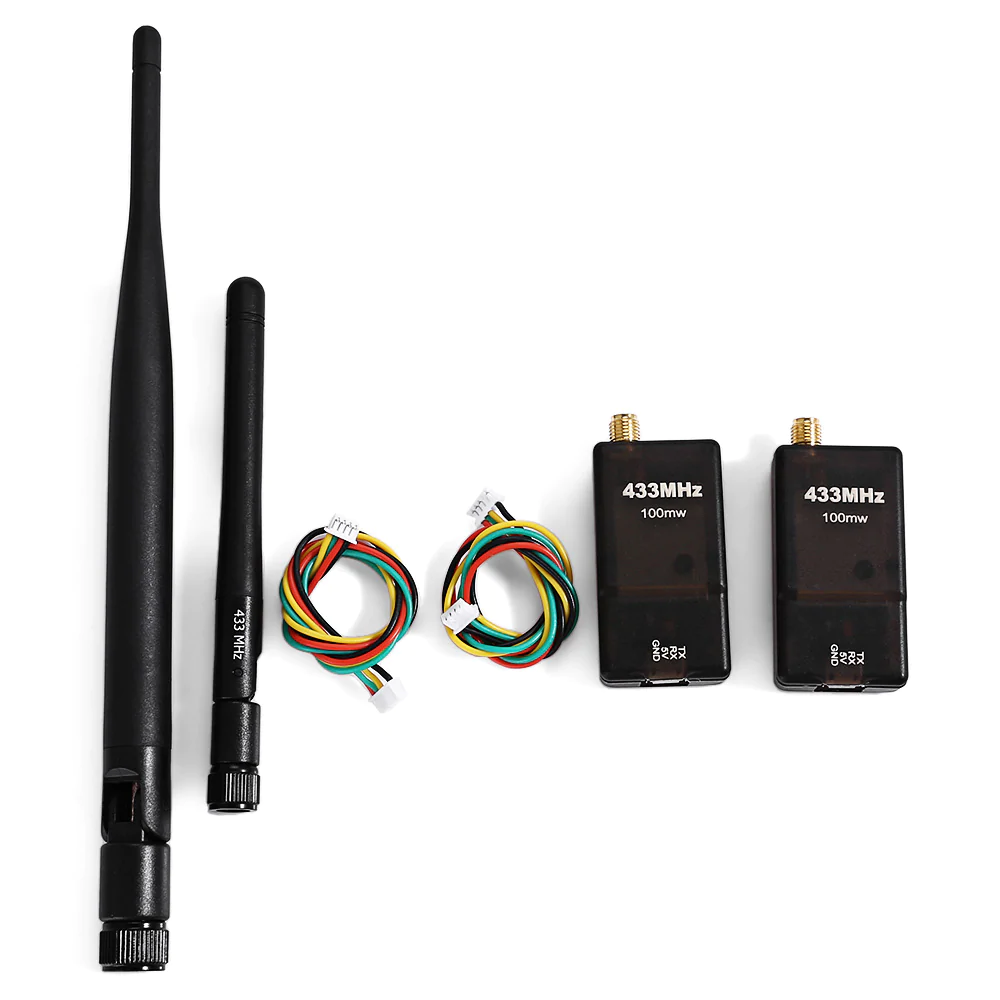 433 MHz
433MHz
100mw
TX
RX
5V
GND
433MHz
100mw
TX
RX
5V
GND